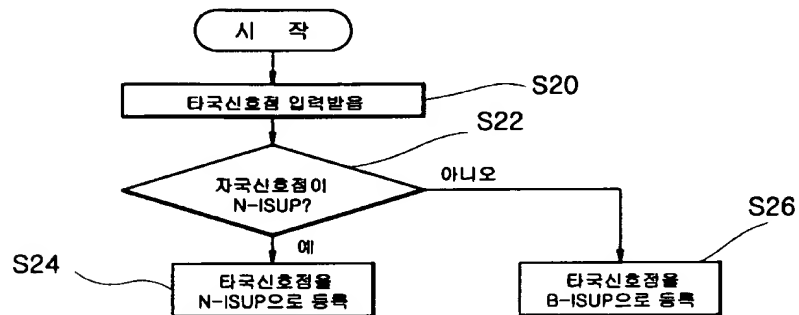 시 작
타국신호점 입력받음
S20
S22
자국신호점이
N-ISUP?
아니오
예
S24
타국신호점을
N-ISUP으로 등록
S26
타국신호점을
B-ISUP으로 등록